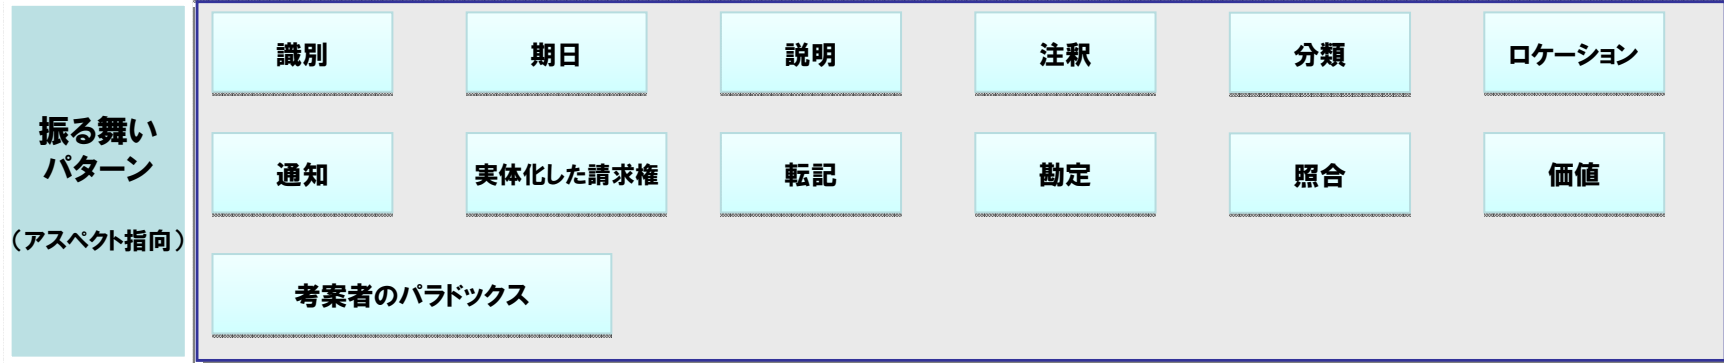 振る舞い
パターン
（アスペクト指向）
識別
期日
説明
注釈
分類
ロケーション
通知
実体化した請求権
転記
勘定
照合
価値
考案者のパラドックス